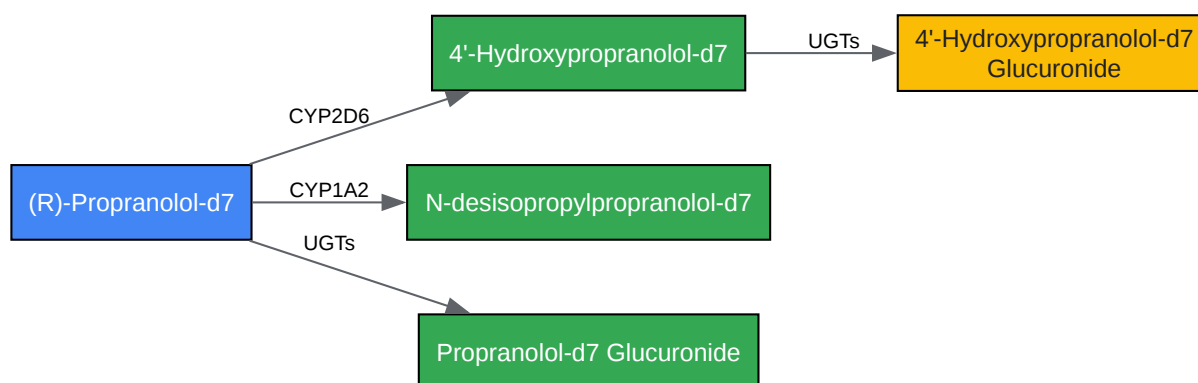 4'-Hydroxypropranolol-d7
UGTs
4'-Hydroxypropranolol-d7
Glucuronide
CYP2D6
(R)-Propranolol-d7
CYP1A2
N-desisopropylpropranolol-d7
UGTs
Propranolol-d7 Glucuronide